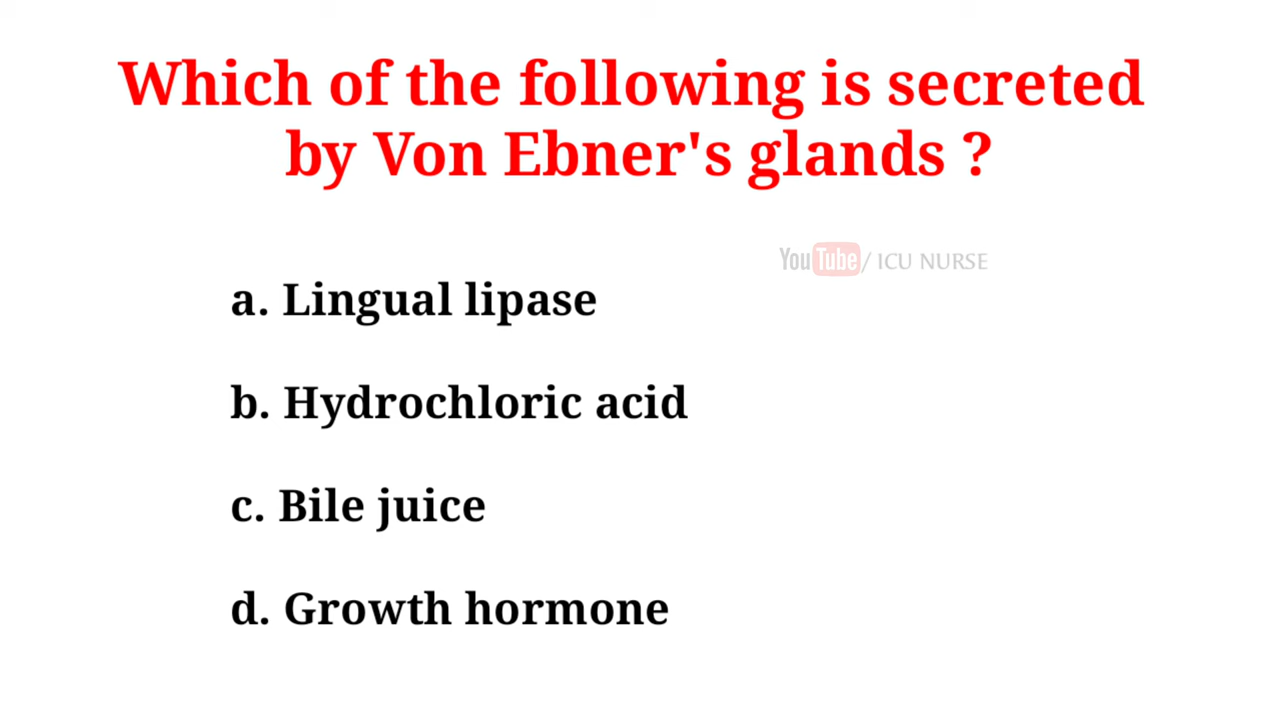 Which of the following is secreted
by Von Ebner's glands ?
YouTube/ ICU NURSE
a. Lingual lipase
b. Hydrochloric acid
c. Bile juice
d. Growth hormone